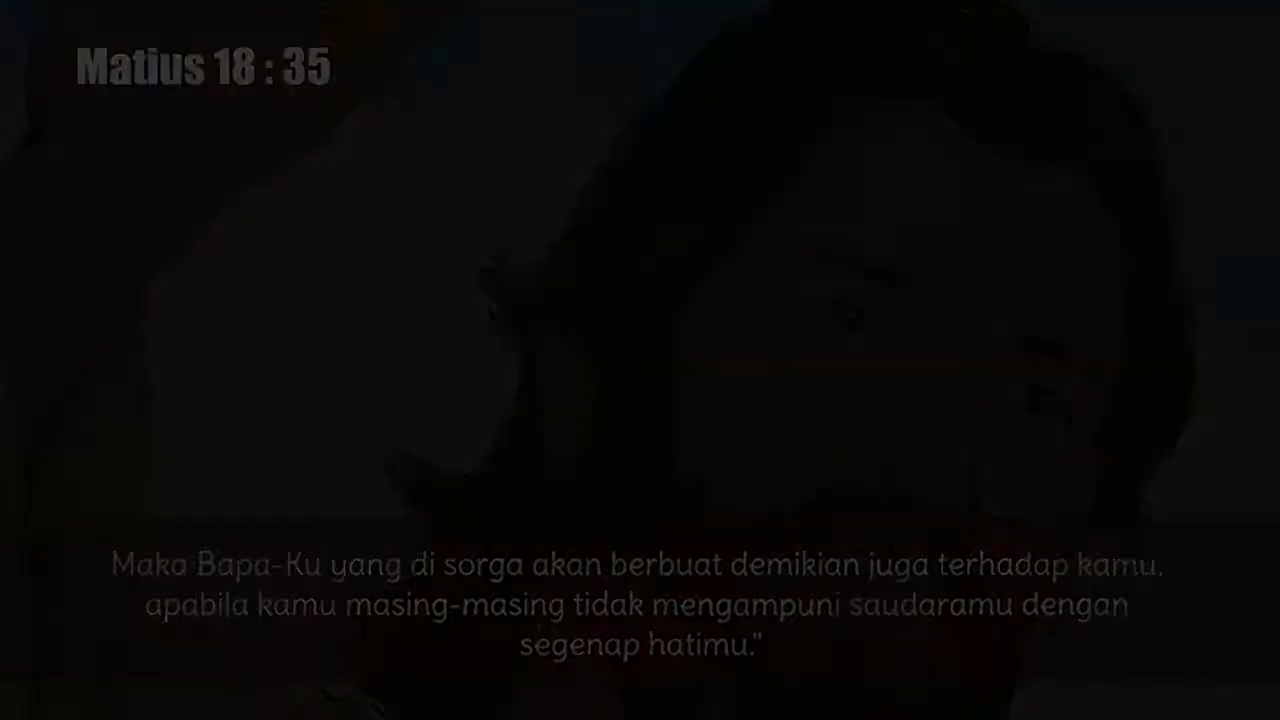 Matius 18 : 35
Maka Bapa-Ku yang di sorga akan berbuat demikian juga terhadap kamu,
apabila kamu masing-masing tidak mengampuni saudaramu dengan
segenap hatimu."